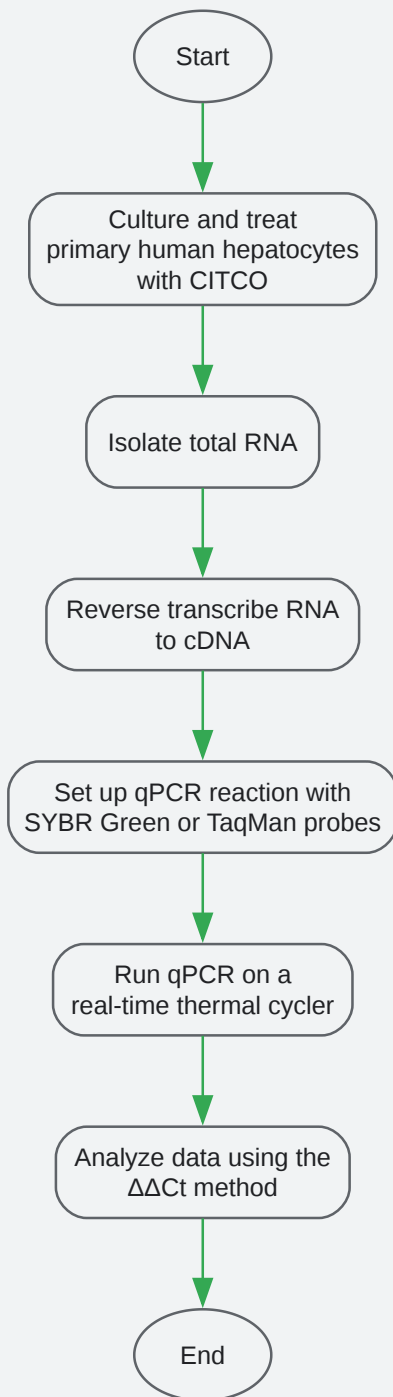 Start
Culture and treat
primary human hepatocytes
with CITCO
Isolate total RNA
Reverse transcribe RNA
to cDNA
Set up qPCR reaction with
SYBR Green or TaqMan probes
Run qPCR on a
real-time thermal cycler
Analyze data using the
ΔΔCt method
End